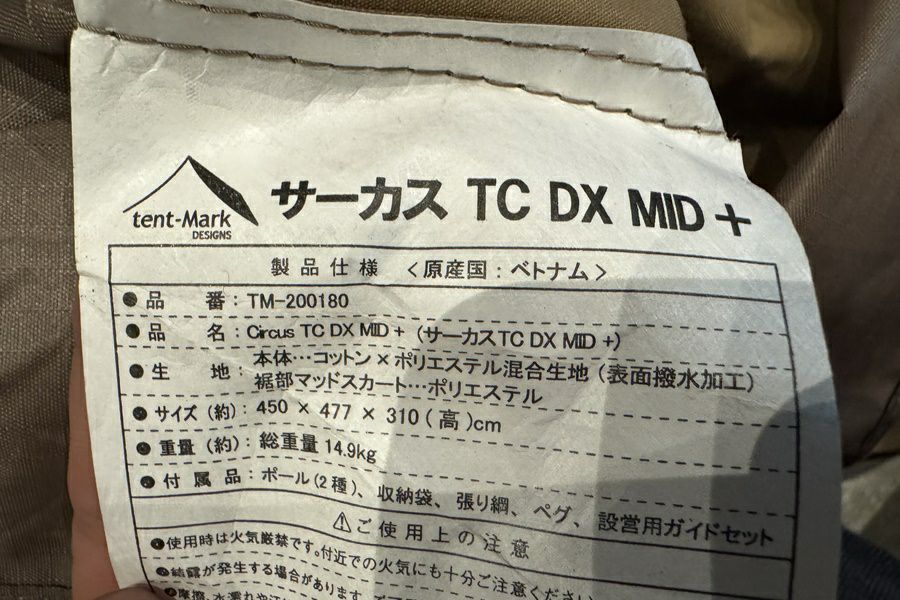 tent-Mark
DESIGNS
サーカス TC DX MID +
製品仕様 〈原産国：ベトナム〉
●品 番：TM-200180
●品 名：Circus TC DX MID +（サーカスTC DX MID +）
●生 地：本体…コットン×ポリエステル混合生地（表面撥水加工）
裾部マッドスカート…ポリエステル
●サイズ（約）：450 × 477 × 310(高)cm
●重量（約）：総重量 14.9kg
●付属品：ポール(2種)、収納袋、張り綱、ペグ、設営用ガイドセット
⚠ご使用上の注意
●使用時は火気厳禁です。付近での火気にも十分ご注意ください
●結露が発生する場合があります。
●摩擦、水濡れや